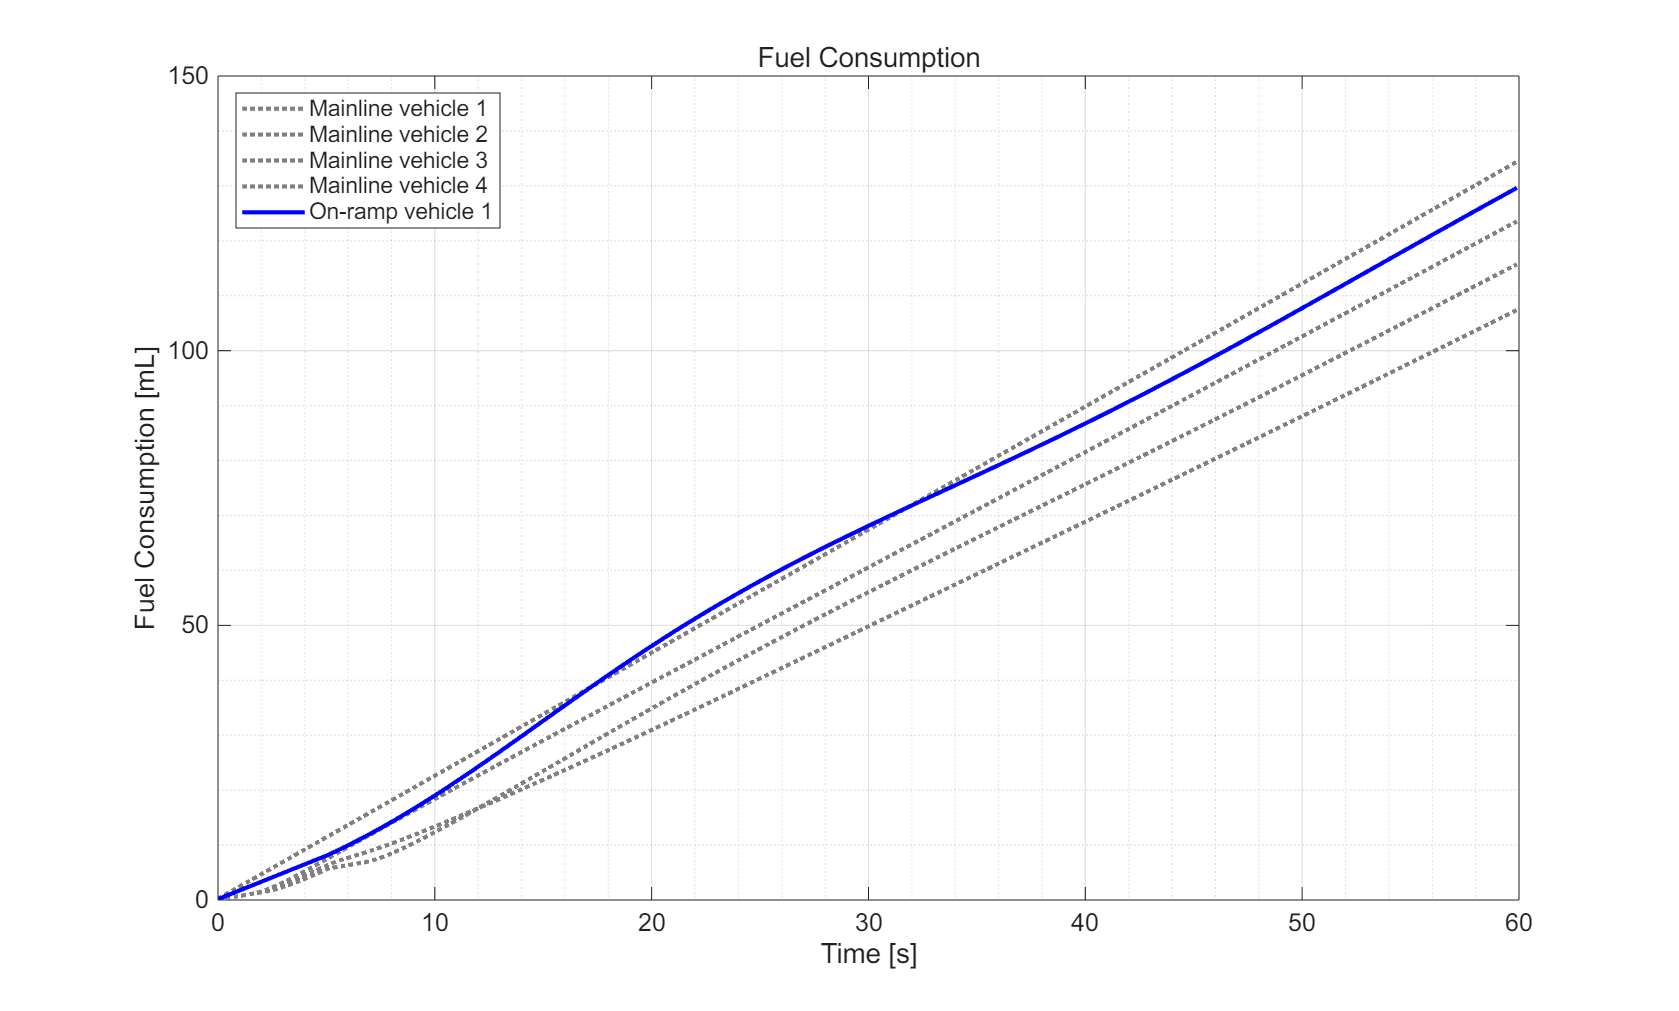 Fuel Consumption
150
100
50
0
Fuel Consumption [mL]
Mainline vehicle 1
Mainline vehicle 2
Mainline vehicle 3
Mainline vehicle 4
On-ramp vehicle 1
0 10 20 30 40 50 60
Time [s]